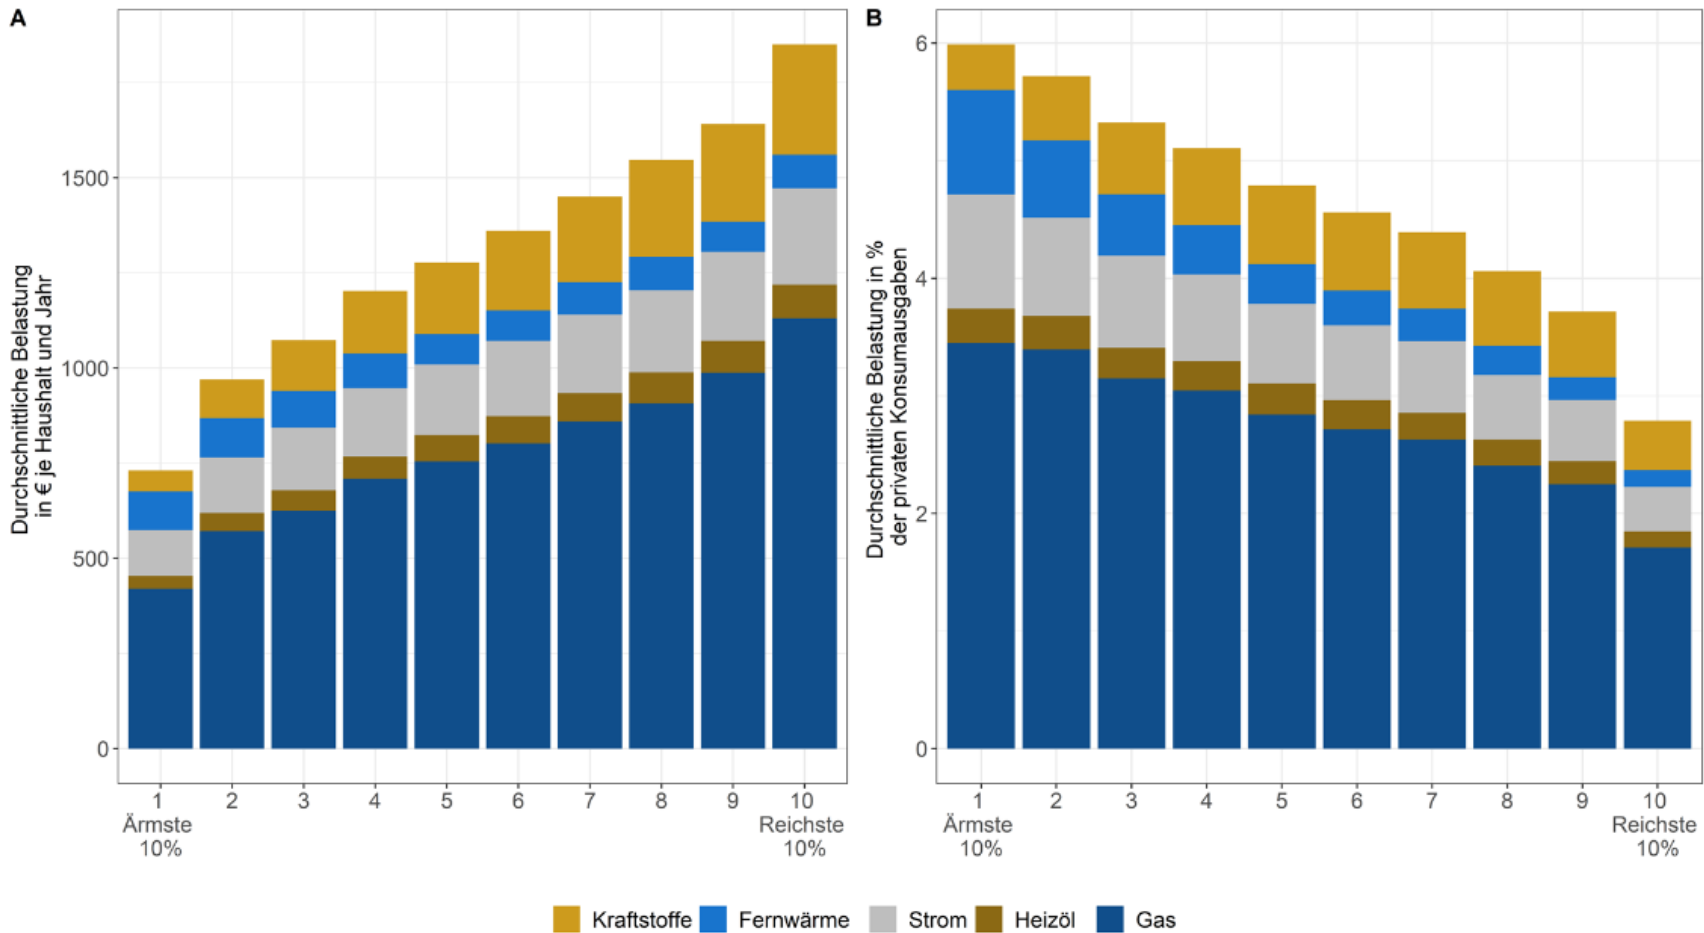 A
Durchschnittliche Belastung
in € je Haushalt und Jahr
1500
1000
500
0
1 2 3 4 5 6 7 8 9 10
Ärmste Reichste
10% 10%
B
Durchschnittliche Belastung in %
der privaten Konsumausgaben
6
4
2
0
1 2 3 4 5 6 7 8 9 10
Ärmste Reichste
10% 10%
Kraftstoffe Fernwärme Strom Heizöl Gas